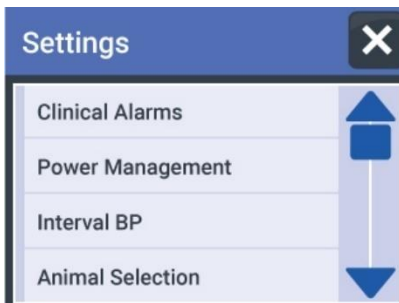 Settings
Clinical Alarms
Power Management
Interval BP
Animal Selection